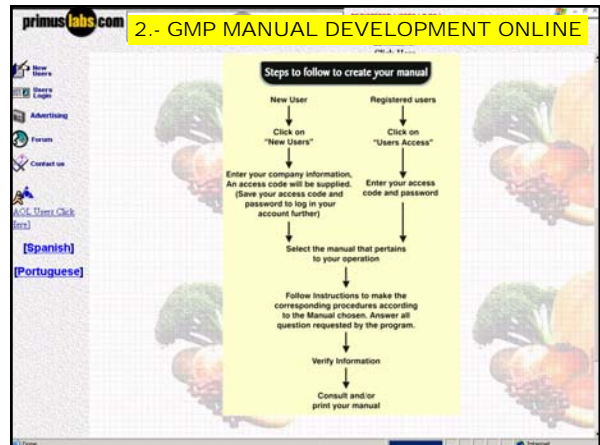 primuslabs.com
2.- GMP MANUAL DEVELOPMENT ONLINE
New
Users
Users
Login
Advertising
Forum
Contact us
AOL Users Click
here]
[Spanish]
[Portuguese]
Steps to follow to create your manual
New User
Click on
"New Users"
Enter your company information,
An access code will be supplied.
(Save your access code and
password to log in your
account further)
Registered users
Click on
"Users Access"
Enter your access
code and password
Select the manual that pertains
to your operation
Follow Instructions to make the
corresponding procedures according
to the Manual chosen. Answer all
question requested by the program.
Verify Information
Consult and/or
print your manual
Done
Internet